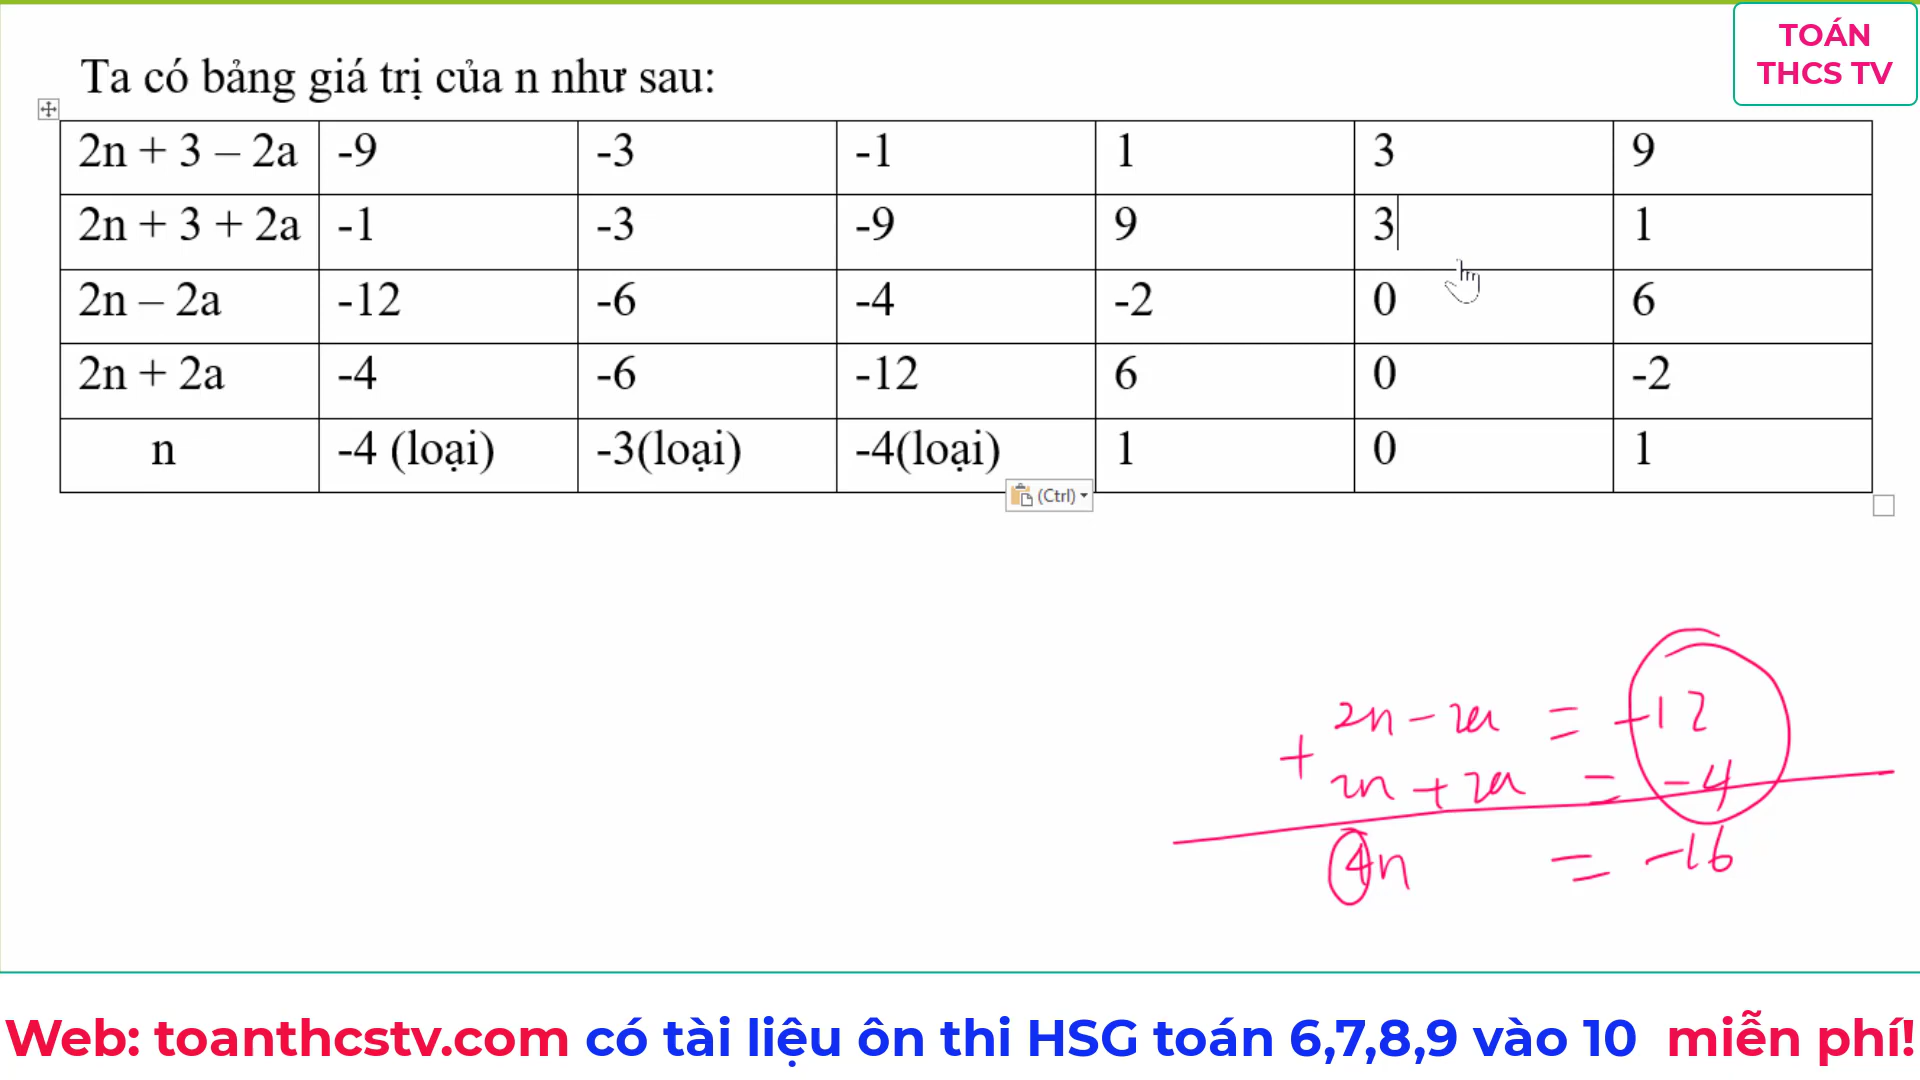 TOÁN
THCS TV
Ta có bảng giá trị của n như sau:
2n + 3 – 2a -9 -3 -1 1 3 9
2n + 3 + 2a -1 -3 -9 9 3 1
2n – 2a -12 -6 -4 -2 0 6
2n + 2a -4 -6 -12 6 0 -2
n -4 (loại) -3(loại) -4(loại) 1 0 1
(Ctrl)
2n - 2a = -12
+
2n + 2a = -4
4n = -16
Web: toanthcstv.com có tài liệu ôn thi HSG toán 6,7,8,9 vào 10 miễn phí!